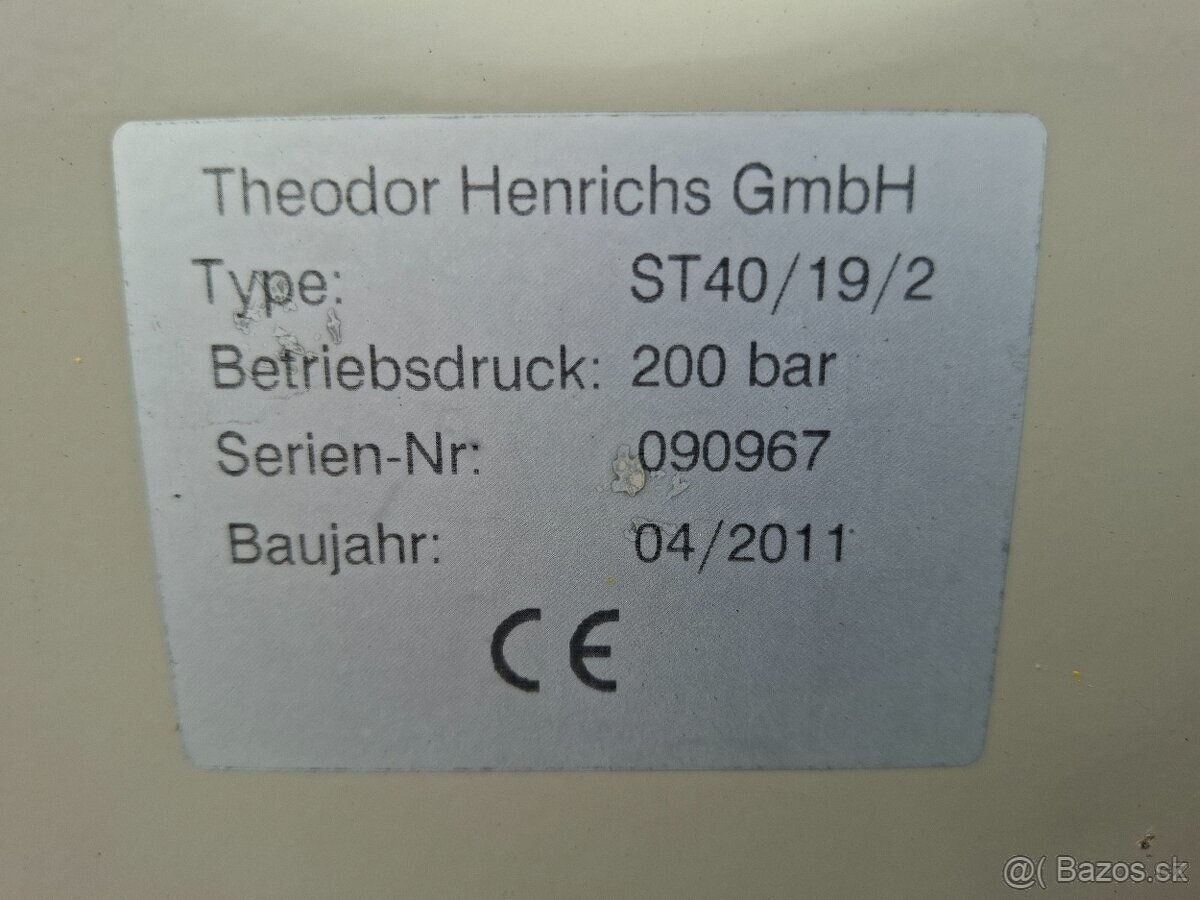 Theodor Henrichs GmbH
Type: ST40/19/2
Betriebsdruck: 200 bar
Serien-Nr: 090967
Baujahr: 04/2011
CE
@( Bazos.sk